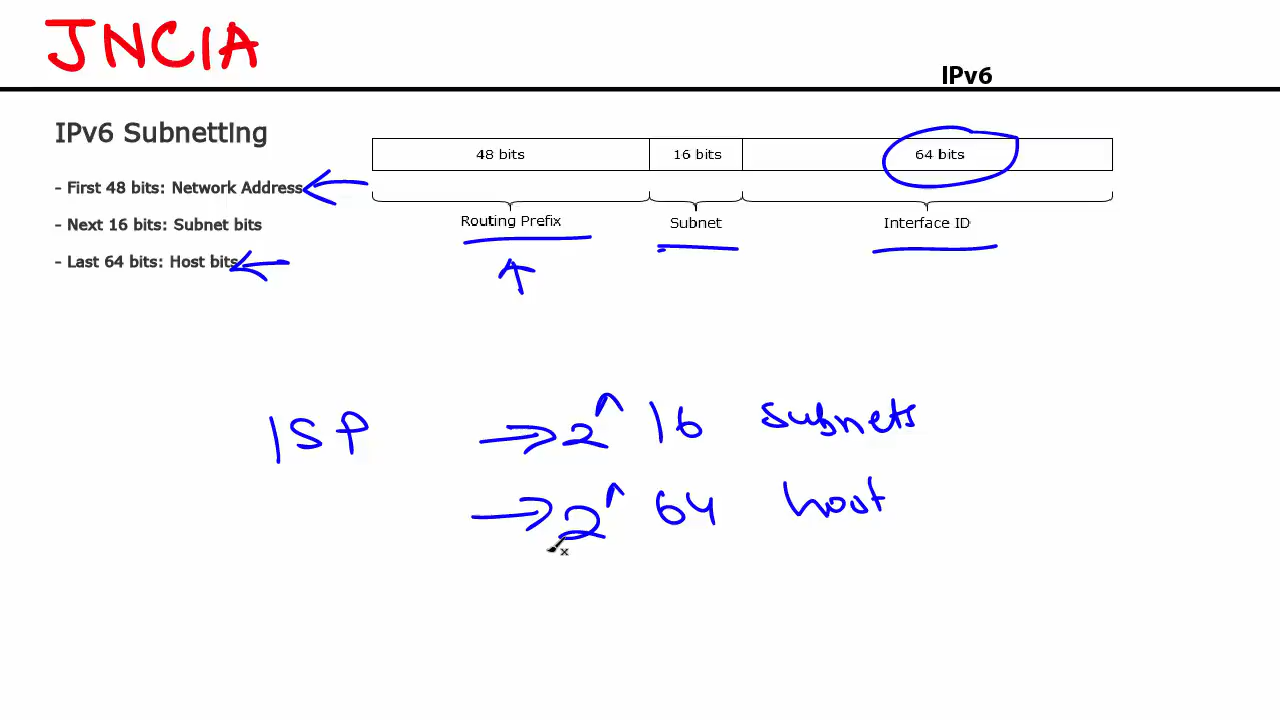 JNCIA
IPv6
IPv6 Subnetting
- First 48 bits: Network Address
- Next 16 bits: Subnet bits
- Last 64 bits: Host bits
48 bits 16 bits 64 bits
Routing Prefix Subnet Interface ID
ISP → 2^16 subnets
→ 2^64 host